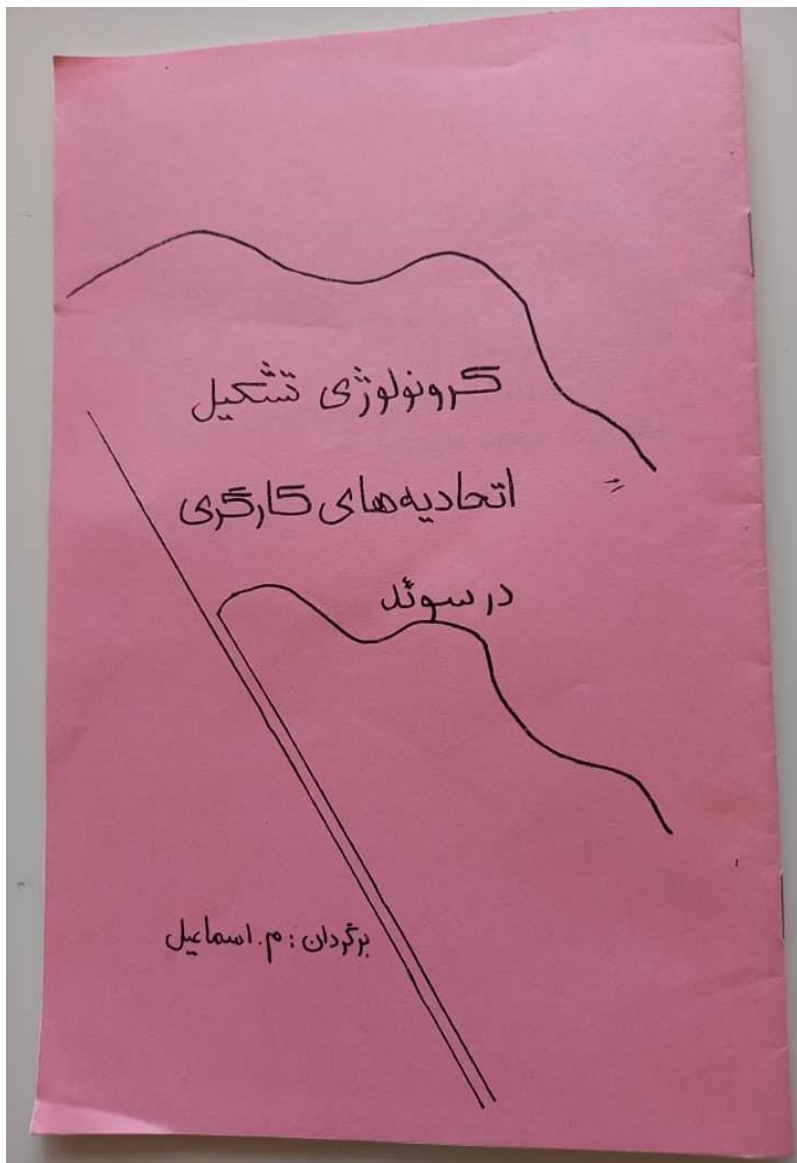 کرونولوژی تشکیل
اتحادیه‌های کارگری
در سوئد
برگردان : م. اسماعیل